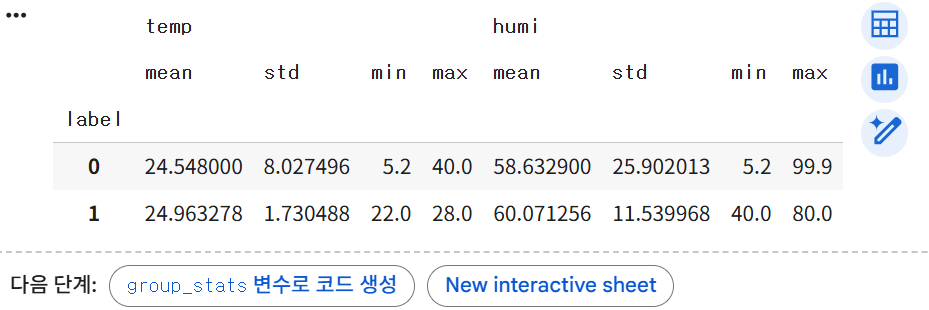 temp humi
mean std min max mean std min max
label
0 24.548000 8.027496 5.2 40.0 58.632900 25.902013 5.2 99.9
1 24.963278 1.730488 22.0 28.0 60.071256 11.539968 40.0 80.0
다음 단계: group_stats 변수로 코드 생성 New interactive sheet